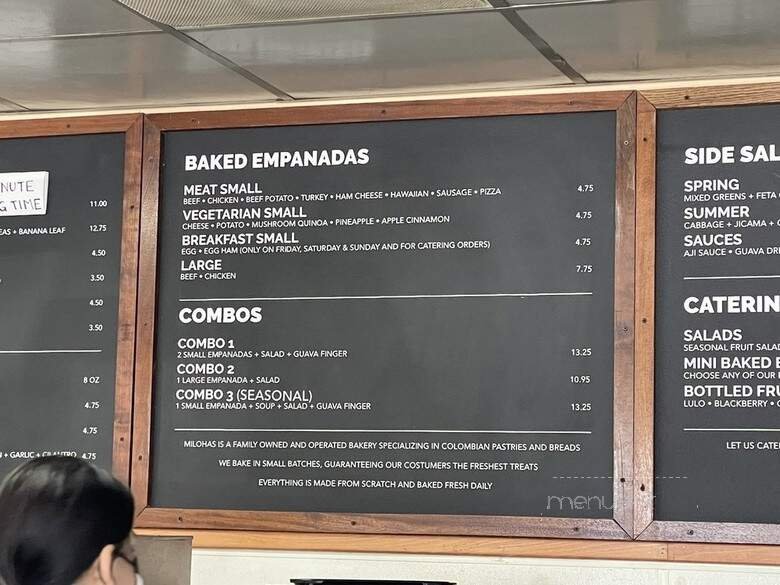 NUTE
G TIME
11.00
EAS + BANANA LEAF 12.75
4.50
3.50
4.50
3.50
8 OZ
4.75
4.75
N + GARLIC + CILANTRO 4.75
BAKED EMPANADAS
MEAT SMALL
BEEF • CHICKEN • BEEF POTATO • TURKEY • HAM CHEESE • HAWAIIAN • SAUSAGE • PIZZA 4.75
VEGETARIAN SMALL
CHEESE • POTATO • MUSHROOM QUINOA • PINEAPPLE • APPLE CINNAMON 4.75
BREAKFAST SMALL
EGG • EGG HAM (ONLY ON FRIDAY, SATURDAY & SUNDAY AND FOR CATERING ORDERS) 4.75
LARGE
BEEF • CHICKEN 7.75
COMBOS
COMBO 1
2 SMALL EMPANADAS + SALAD + GUAVA FINGER 13.25
COMBO 2
1 LARGE EMPANADA + SALAD 10.95
COMBO 3 (SEASONAL)
1 SMALL EMPANADA + SOUP + SALAD + GUAVA FINGER 13.25
MILOHAS IS A FAMILY OWNED AND OPERATED BAKERY SPECIALIZING IN COLOMBIAN PASTRIES AND BREADS
WE BAKE IN SMALL BATCHES, GUARANTEEING OUR COSTUMERS THE FRESHEST TREATS
EVERYTHING IS MADE FROM SCRATCH AND BAKED FRESH DAILY
SIDE SAL
SPRING
MIXED GREENS + FETA
SUMMER
CABBAGE + JICAMA +
SAUCES
AJI SAUCE • GUAVA DRE
CATERIN
SALADS
SEASONAL FRUIT SALAD
MINI BAKED E
CHOOSE ANY OF OUR
BOTTLED FRU
LULO • BLACKBERRY •
LET US CATE